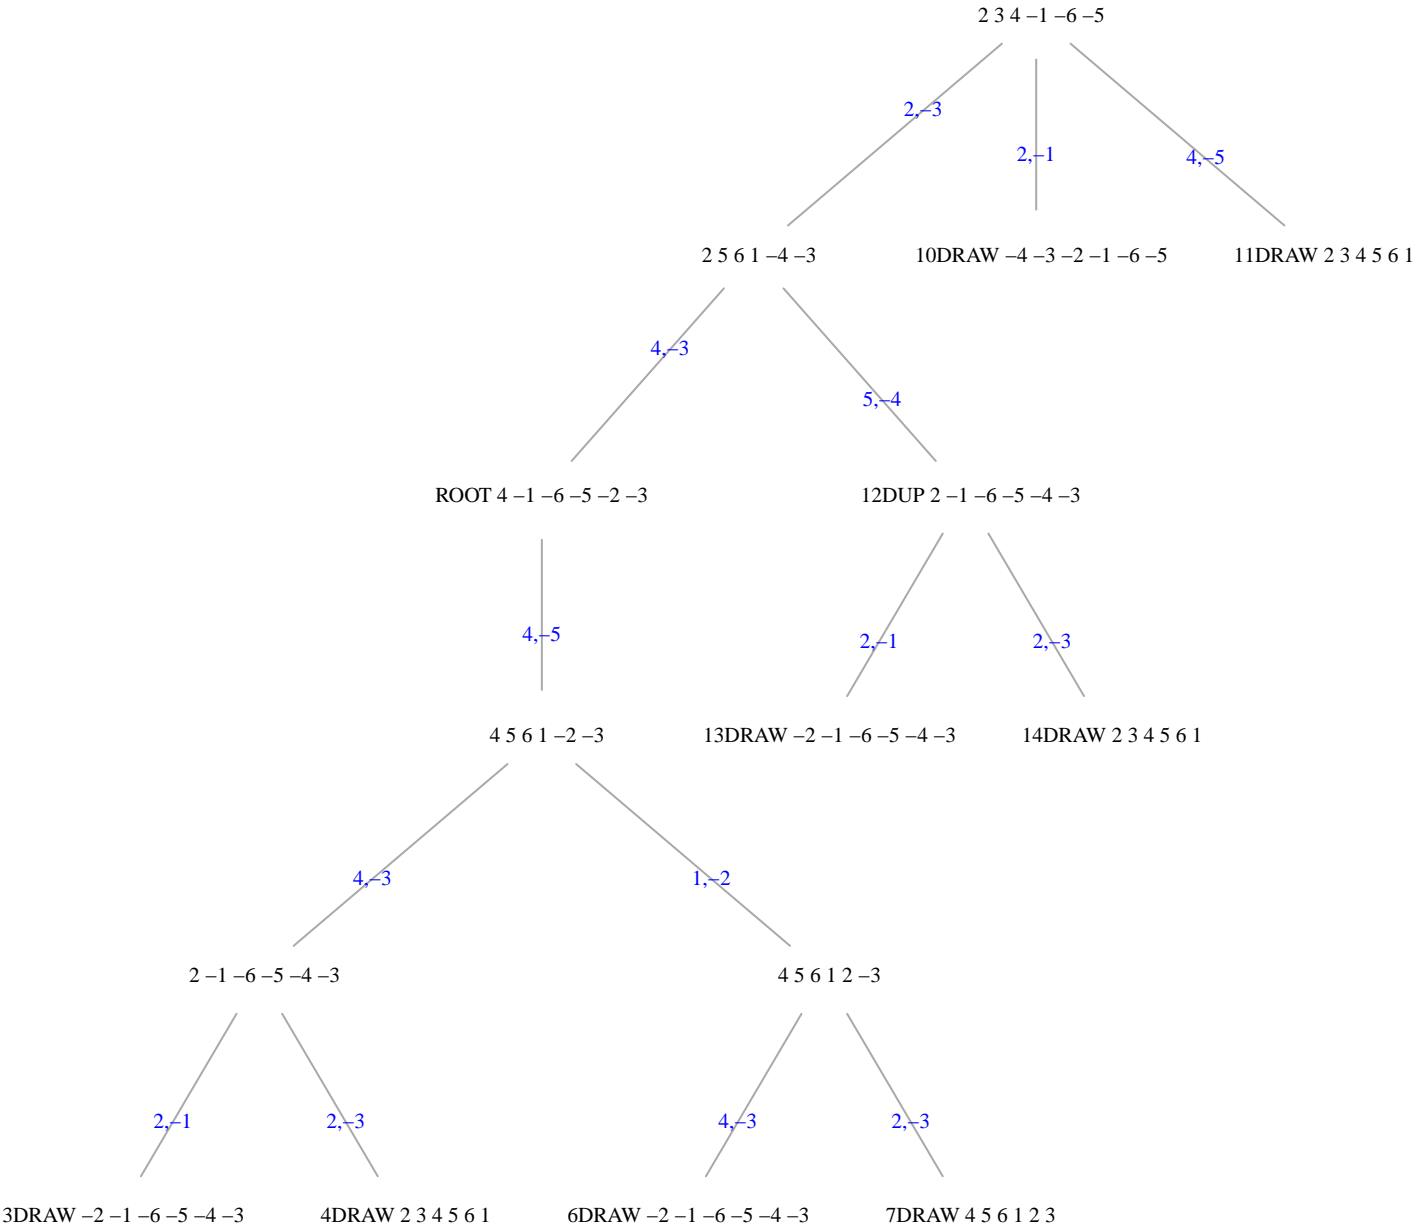 2 3 4 –1 –6 –5
2,–3
2,–1
4,–5
2 5 6 1 –4 –3
10DRAW –4 –3 –2 –1 –6 –5
11DRAW 2 3 4 5 6 1
4,–3
5,–4
ROOT 4 –1 –6 –5 –2 –3
12DUP 2 –1 –6 –5 –4 –3
4,–5
2,–1
2,–3
4 5 6 1 –2 –3
13DRAW –2 –1 –6 –5 –4 –3
14DRAW 2 3 4 5 6 1
4,–3
1,–2
2 –1 –6 –5 –4 –3
4 5 6 1 2 –3
2,–1
2,–3
4,–3
2,–3
3DRAW –2 –1 –6 –5 –4 –3
4DRAW 2 3 4 5 6 1
6DRAW –2 –1 –6 –5 –4 –3
7DRAW 4 5 6 1 2 3